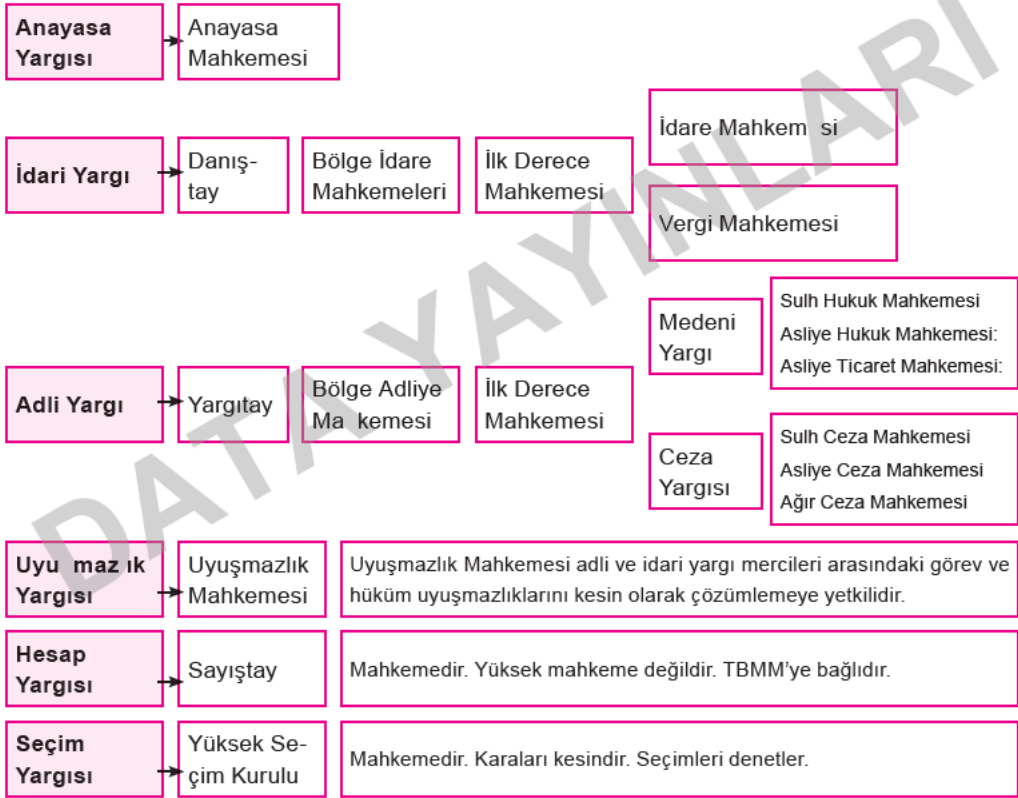 Anayasa
Yargısı
Anayasa
Mahkemesi
İdari Yargı
Danış-
tay
Bölge İdare
Mahkemeleri
İlk Derece
Mahkemesi
İdare Mahkem si
Vergi Mahkemesi
Adli Yargı
Yargıtay
Bölge Adliye
Ma kemesi
İlk Derece
Mahkemesi
Medeni
Yargı
Sulh Hukuk Mahkemesi
Asliye Hukuk Mahkemesi:
Asliye Ticaret Mahkemesi:
Ceza
Yargısı
Sulh Ceza Mahkemesi
Asliye Ceza Mahkemesi
Ağır Ceza Mahkemesi
Uyu maz ık
Yargısı
Uyuşmazlık
Mahkemesi
Uyuşmazlık Mahkemesi adli ve idari yargı mercileri arasındaki görev ve
hüküm uyuşmazlıklarını kesin olarak çözümlemeye yetkilidir.
Hesap
Yargısı
Sayıştay
Mahkemedir. Yüksek mahkeme değildir. TBMM'ye bağlıdır.
Seçim
Yargısı
Yüksek Se-
çim Kurulu
Mahkemedir. Karaları kesindir. Seçimleri denetler.
DATA YAYINLARI